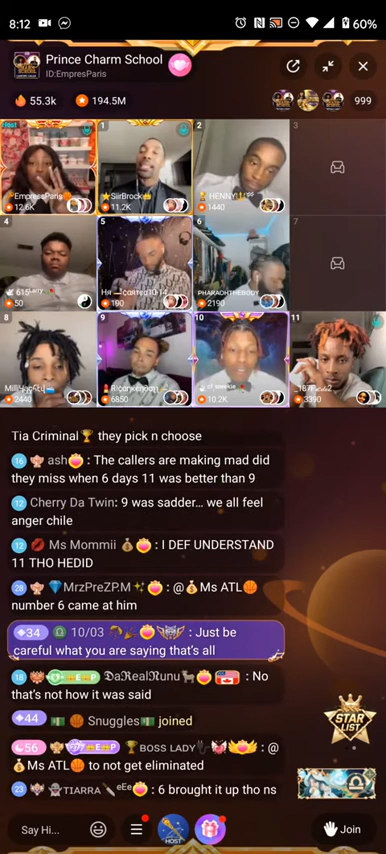 8:12
60%
Prince Charm School
ID:EmpresParis
55.3k
194.5M
999
Host
EmpressParis
12.6K
1
SiirBrock
11.2K
2
HENNY
1440
3
4
616
50
5
190
6
PHARAOHTHEBODY
2190
7
8
2440
9
6850
10
10.2K
11
3390
Tia Criminal🏆 they pick n choose
16 ash : The callers are making mad did
they miss when 6 days 11 was better than 9
12 Cherry Da Twin: 9 was sadder... we all feel
anger chile
12 💋 Ms Mommii 💰 : I DEF UNDERSTAND
11 THO HEDID
28 💎MrzPreZP.M✨ : @💰Ms ATL🏀
number 6 came at him
34 ♎ 10/03 : Just be
careful what you are saying that's all
18 DaRealRunu🐐 🇺🇸 : No
that's not how it was said
44 💵 🏀 Snuggles💵 joined
56 🏆BOSS LADY : @
💰Ms ATL🏀 to not get eliminated
23 TIARRA : 6 brought it up tho ns
STAR
LIST
Say Hi...
HOST
Join